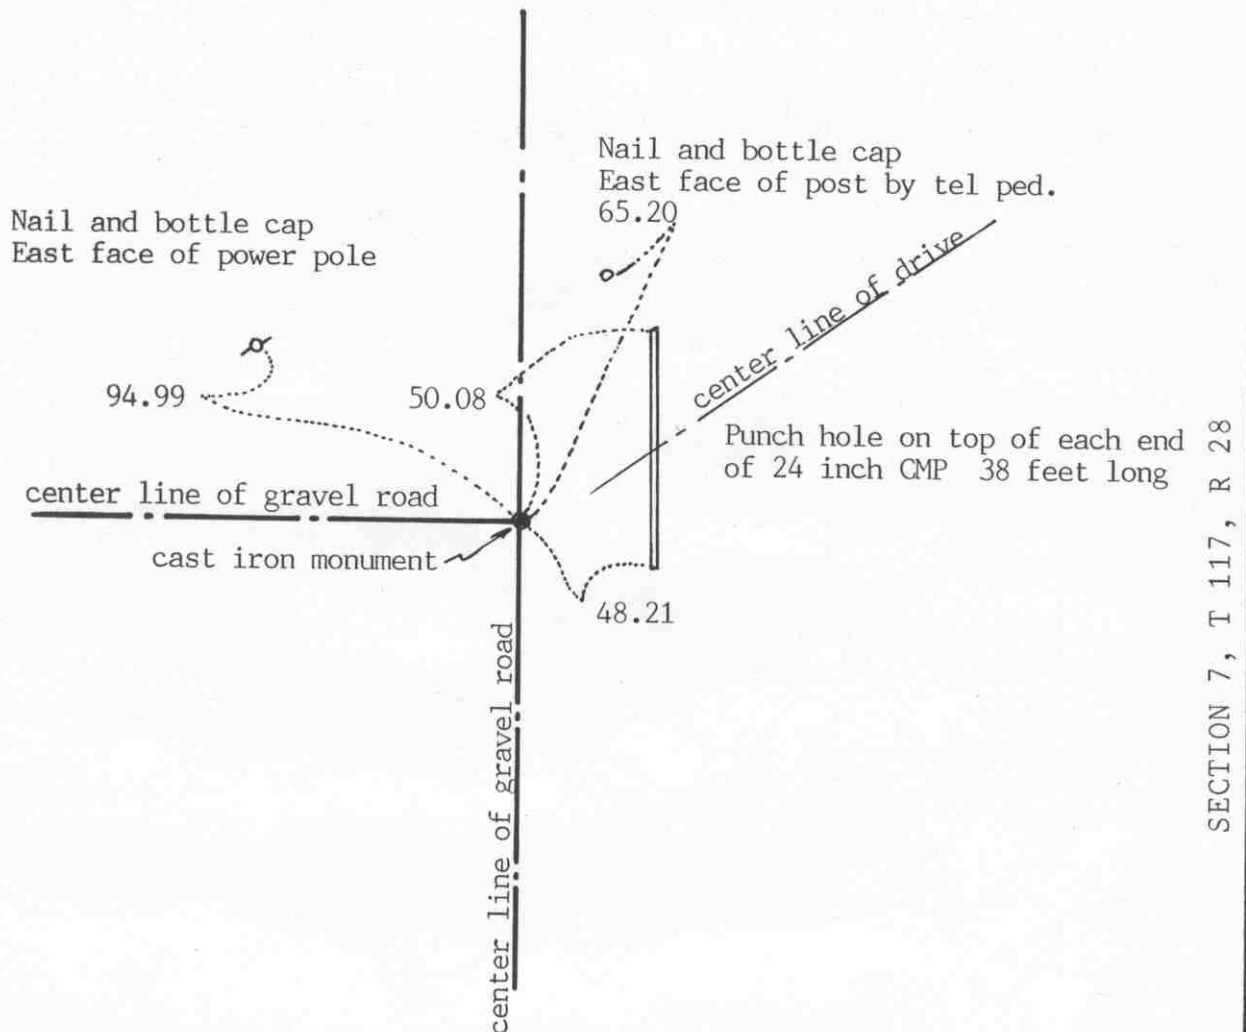 Nail and bottle cap
East face of post by tel ped.
65.20
Nail and bottle cap
East face of power pole
94.99
50.08
center line of drive
Punch hole on top of each end
of 24 inch CMP 38 feet long
center line of gravel road
cast iron monument
48.21
center line of gravel road
SECTION 7, T 117, R 28